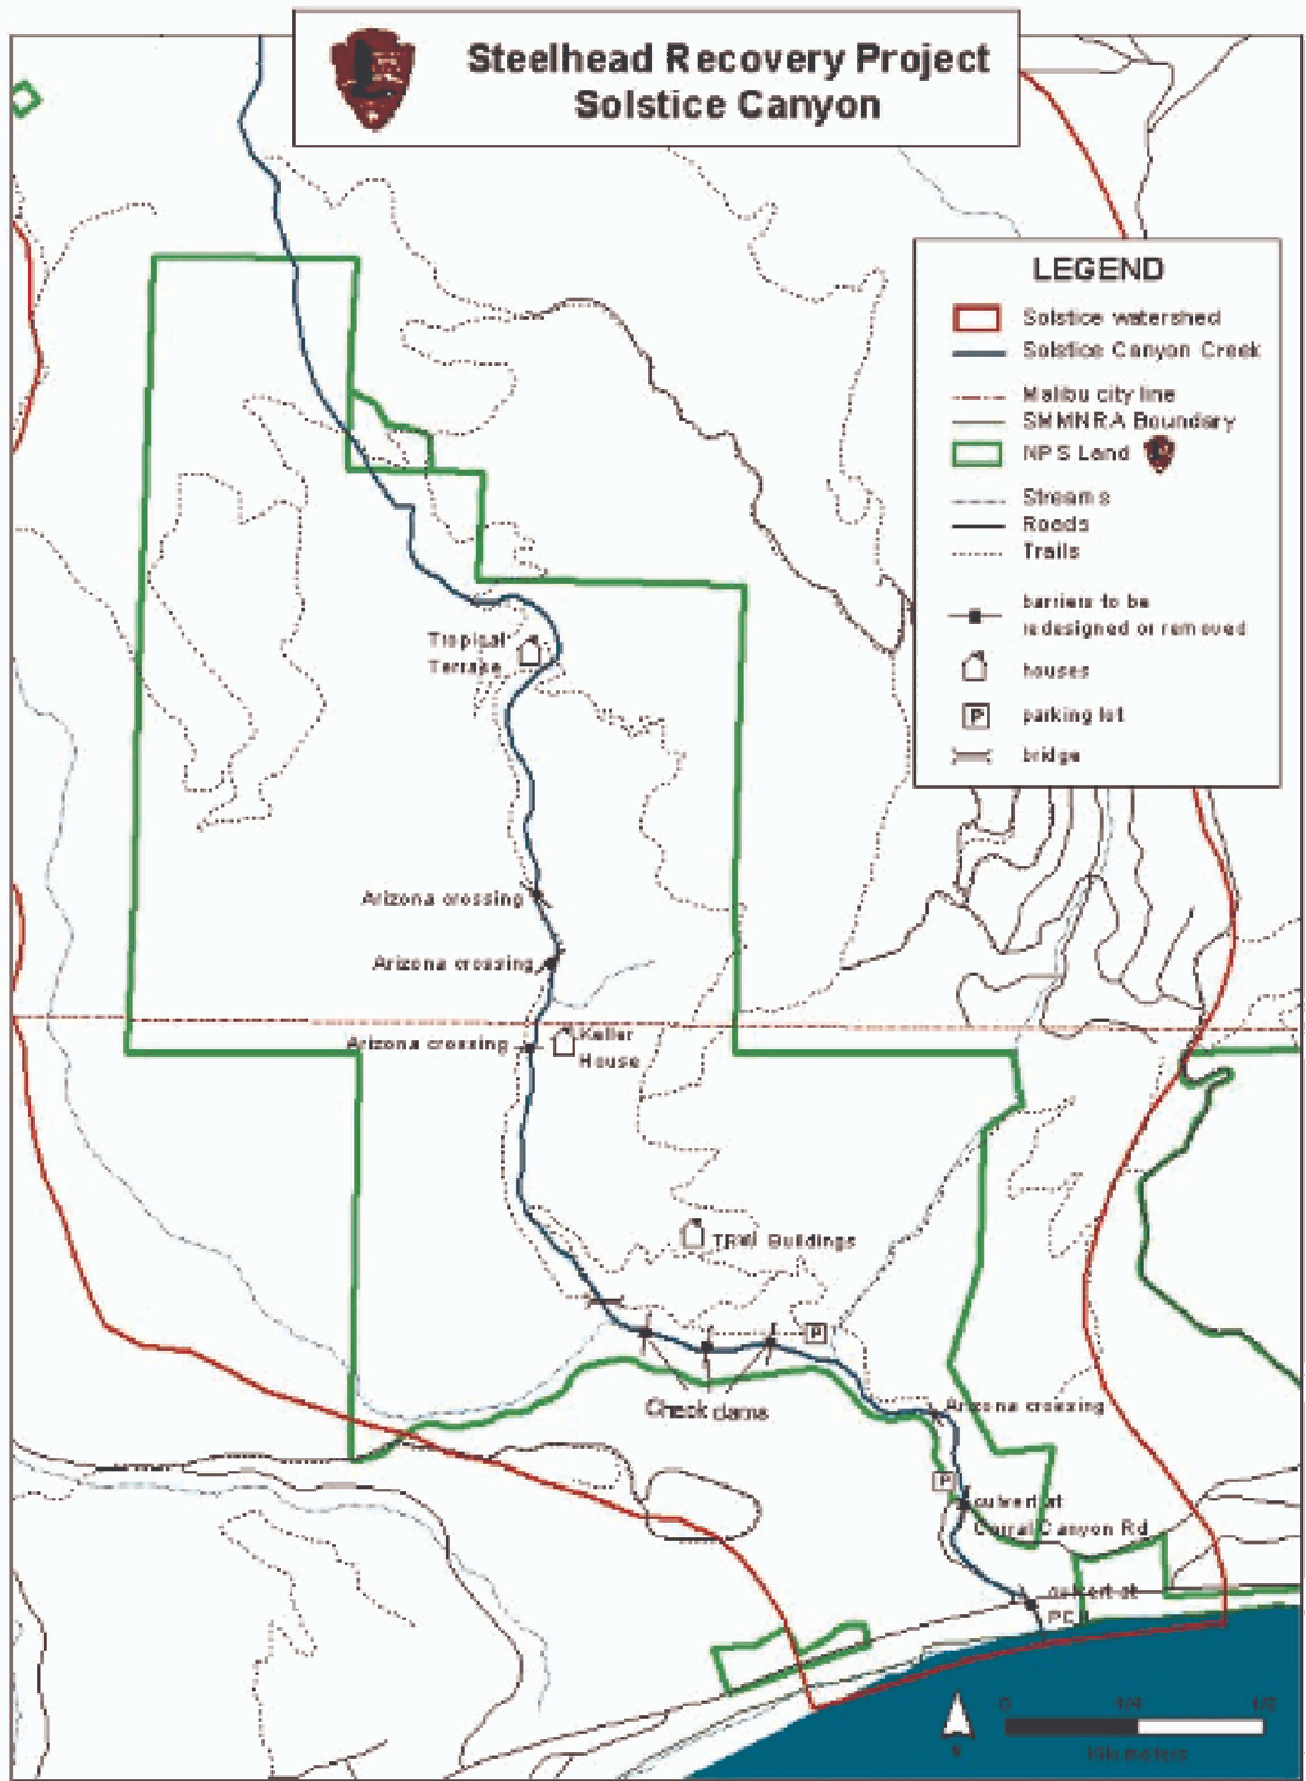 Steelhead Recovery Project
Solstice Canyon
LEGEND
Solstice watershed
Solstice Canyon Creek
Malibu city line
SMMNRA Boundary
NPS Land
Streams
Roads
Trails
barriers to be
redesigned or removed
houses
P parking lot
bridge
Tropical
Terrace
Arizona crossing
Arizona crossing
Arizona crossing
Keller
House
Buildings
P
Check dams
Arizona crossing
P
culvert at
Corral Canyon Rd
culvert at
N
0 1/4 1/2
Kilometers